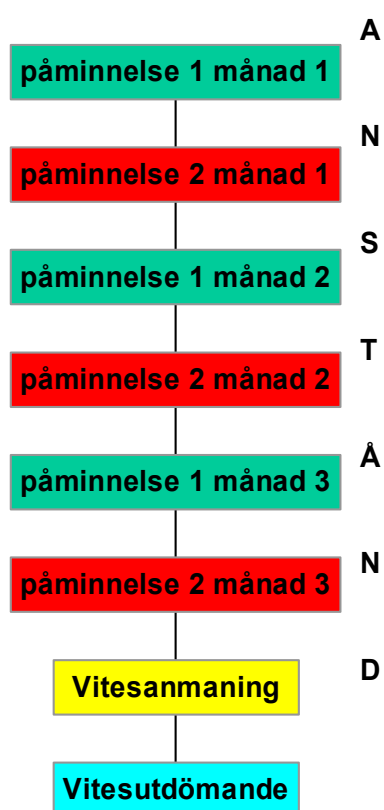 A
påminnelse 1 månad 1
N
påminnelse 2 månad 1
S
påminnelse 1 månad 2
T
påminnelse 2 månad 2
Å
påminnelse 1 månad 3
N
påminnelse 2 månad 3
D
Vitesanmaning
Vitesutdömande